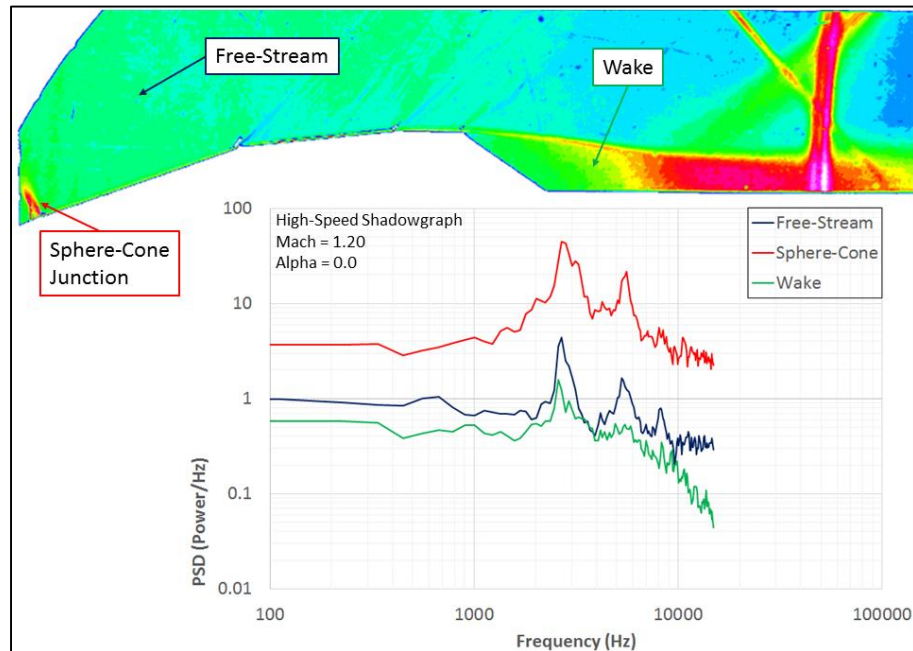 Free-Stream
Wake
Sphere-Cone
Junction
High-Speed Shadowgraph
Mach = 1.20
Alpha = 0.0
Free-Stream
Sphere-Cone
Wake
PSD (Power/Hz)
100
10
1
0.1
0.01
100
1000
10000
100000
Frequency (Hz)